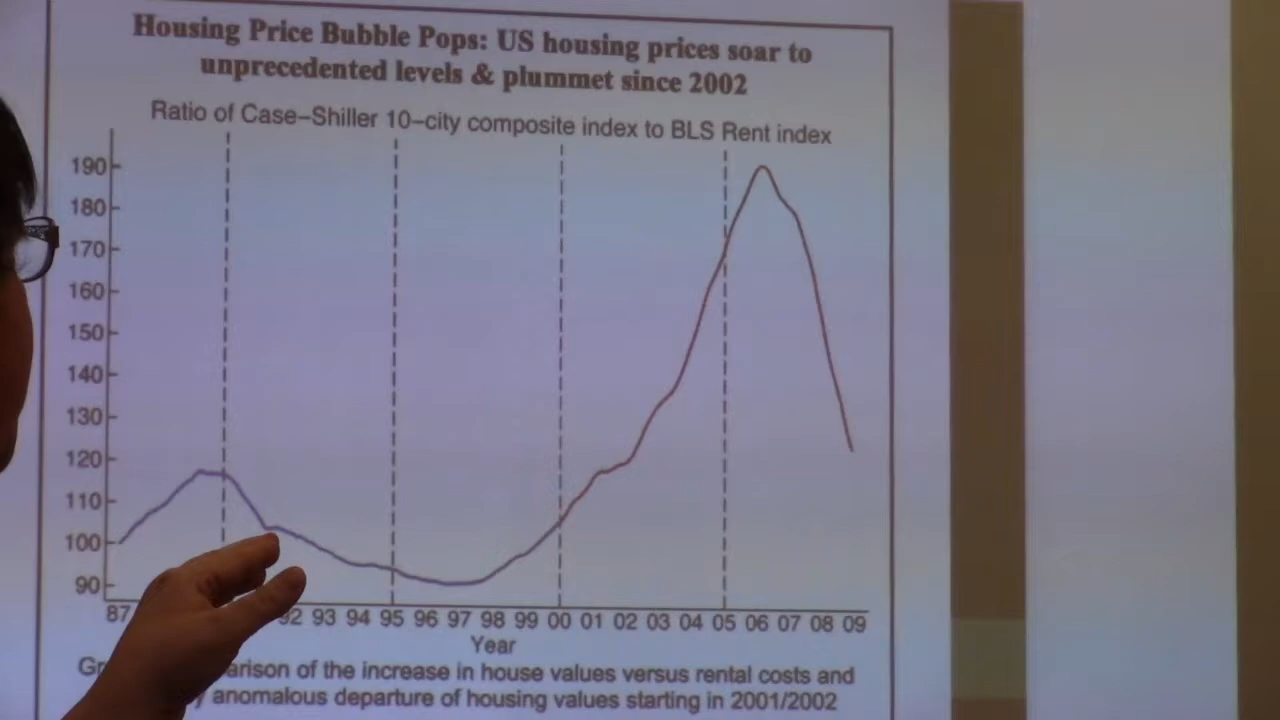 Housing Price Bubble Pops: US housing prices soar to
unprecedented levels & plummet since 2002
Ratio of Case-Shiller 10-city composite index to BLS Rent index
190
180
170
160
150
140
130
120
110
100
90
87 92 93 94 95 96 97 98 99 00 01 02 03 04 05 06 07 08 09
Year
of the increase in house values versus rental costs and
anomalous departure of housing values starting in 2001/2002